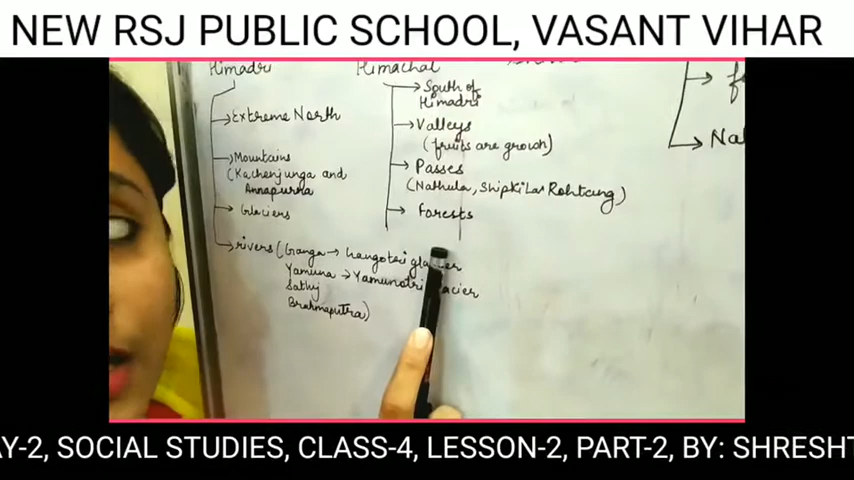 NEW RSJ PUBLIC SCHOOL, VASANT VIHAR
Himadri
→ Extreme North
→ Mountains
(Kachenjunga and
Annapurna
→ Glaciers
→ rivers (Ganga → Gangotri glacier
Yamuna → Yamunotri glacier
Satluj
Brahmaputra)
Himachal
→ South of
Himadri
→ Valleys
(fruits are grown)
→ Passes
(Nathula, Shipki La, Rohtang)
→ Forests
AY-2, SOCIAL STUDIES, CLASS-4, LESSON-2, PART-2, BY: SHRESHT